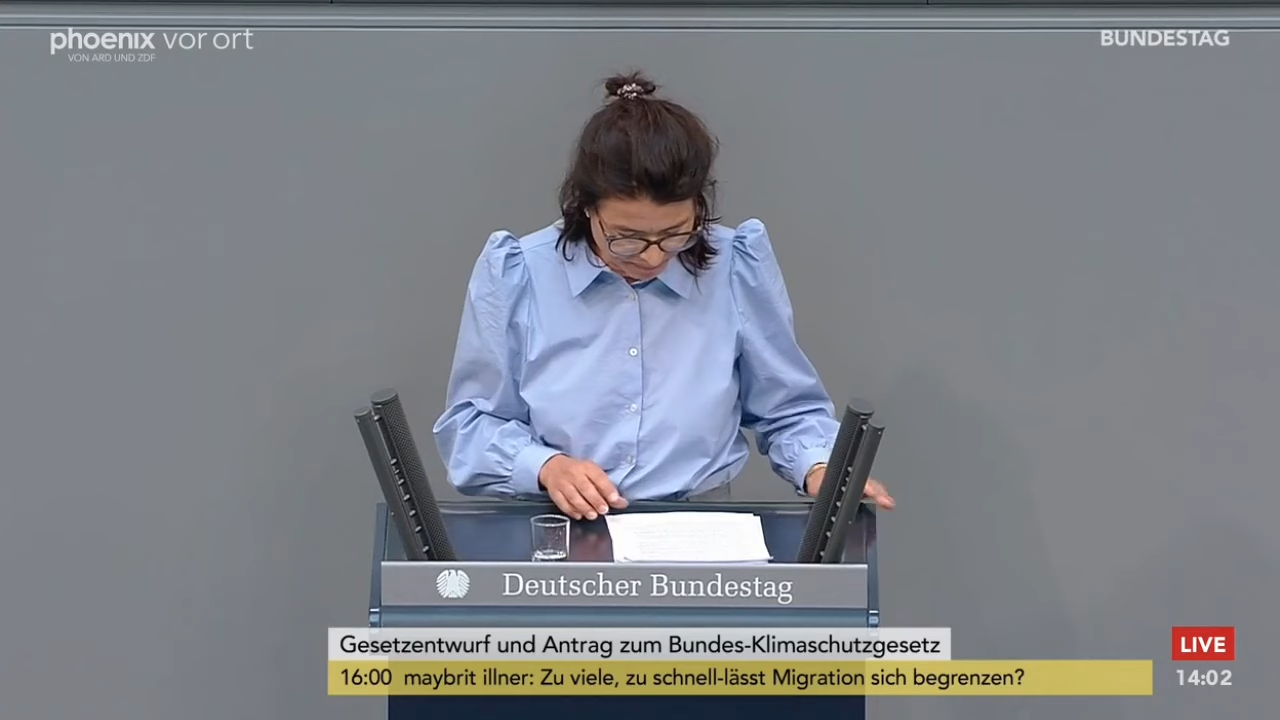 phoenix vor ort
VON ARD UND ZDF
BUNDESTAG
Deutscher Bundestag
Gesetzentwurf und Antrag zum Bundes-Klimaschutzgesetz
16:00 maybrit illner: Zu viele, zu schnell-lässt Migration sich begrenzen?
LIVE
14:02